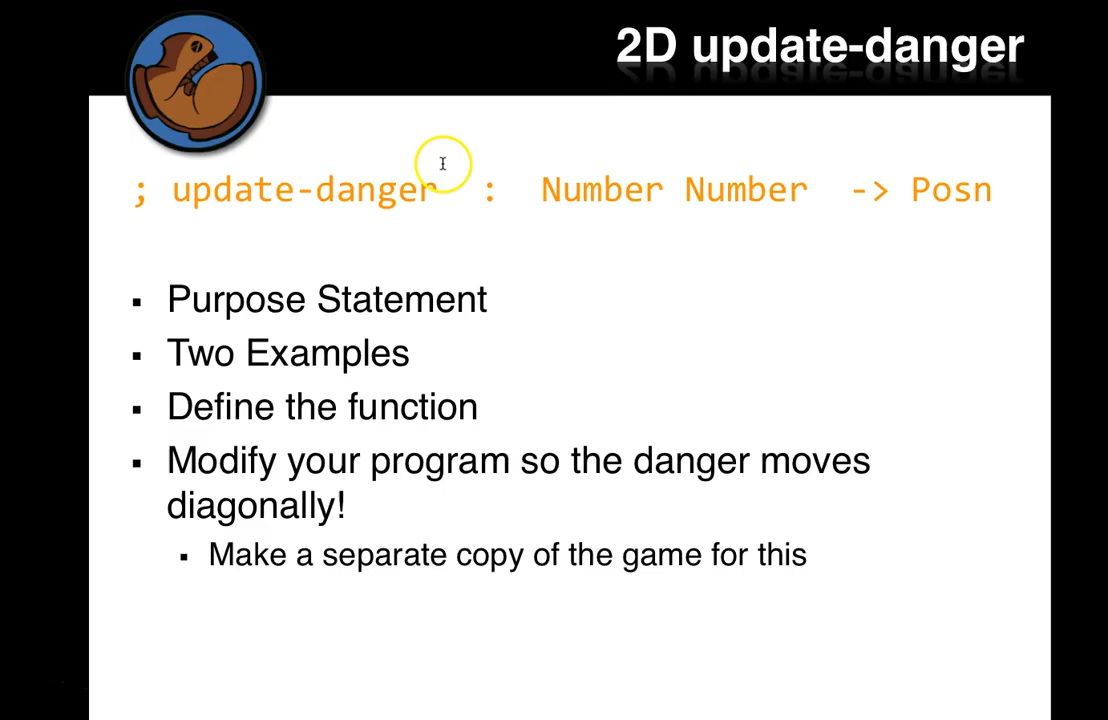 2D update-danger
; update-danger : Number Number -> Posn
▪ Purpose Statement
▪ Two Examples
▪ Define the function
▪ Modify your program so the danger moves
diagonally!
▪ Make a separate copy of the game for this